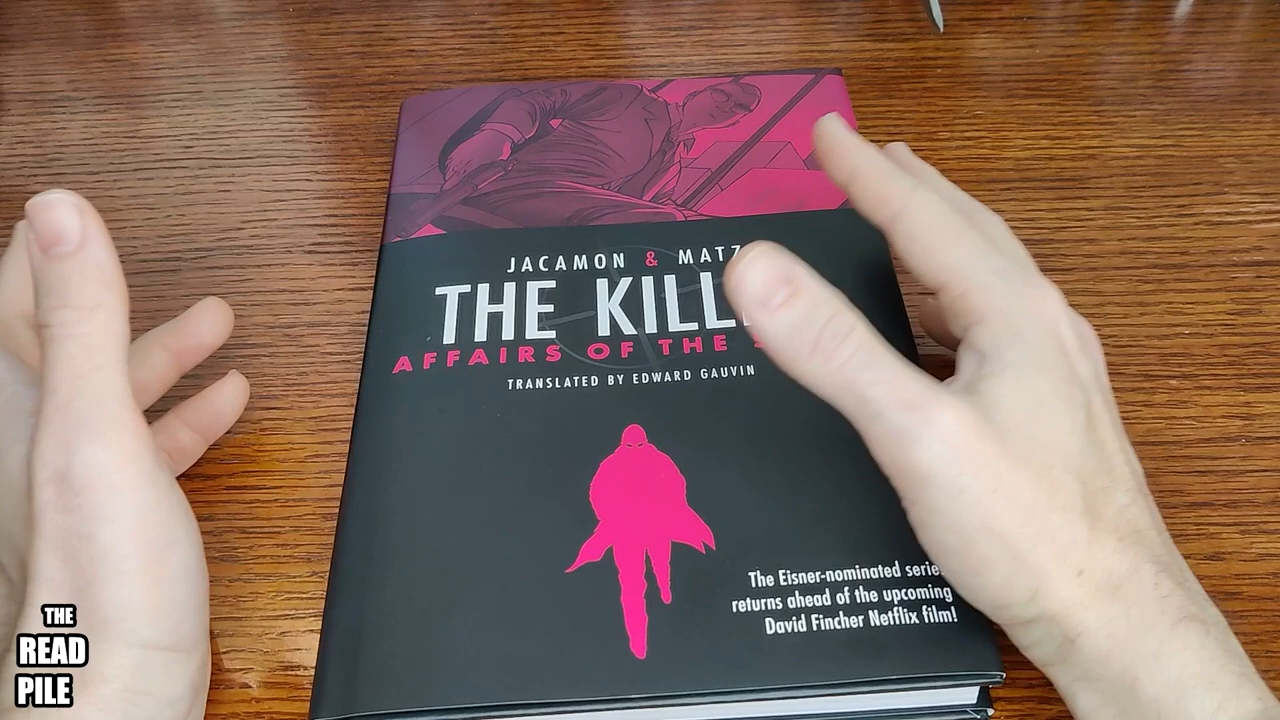 JACAMON & MATZ
THE KILL
AFFAIRS OF THE
TRANSLATED BY EDWARD GAUVIN
The Eisner-nominated serie
returns ahead of the upcoming
David Fincher Netflix film!
THE
READ
PILE